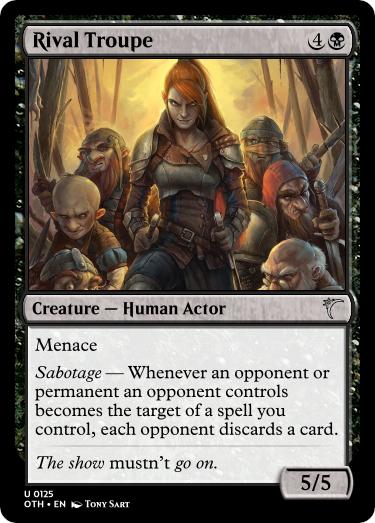 Rival Troupe 4
Creature — Human Actor
Menace
Sabotage — Whenever an opponent or
permanent an opponent controls
becomes the target of a spell you
control, each opponent discards a card.
The show mustn't go on.
5/5
U 0125
OTH • EN Tony Sart